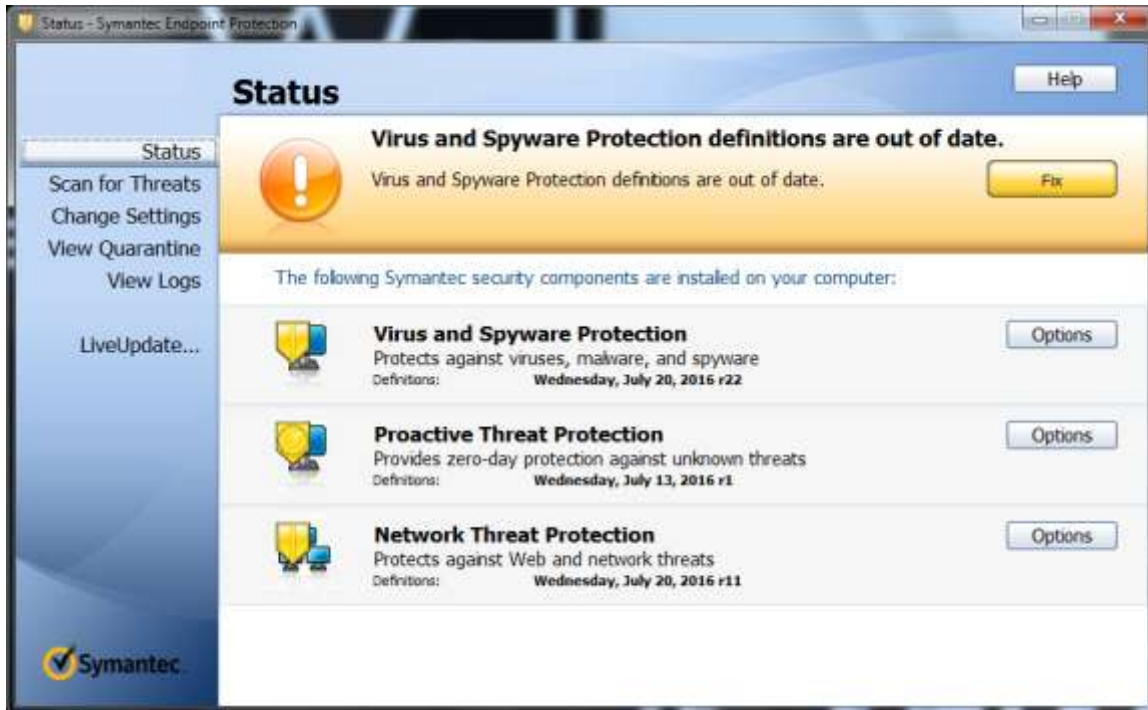 Status - Symantec Endpoint Protection
Status
Help
Status
Scan for Threats
Change Settings
View Quarantine
View Logs
LiveUpdate...
Virus and Spyware Protection definitions are out of date.
Virus and Spyware Protection definitions are out of date.
Fix
The following Symantec security components are installed on your computer:
Virus and Spyware Protection
Options
Protects against viruses, malware, and spyware
Definitions: Wednesday, July 20, 2016 r22
Proactive Threat Protection
Options
Provides zero-day protection against unknown threats
Definitions: Wednesday, July 13, 2016 r1
Network Threat Protection
Options
Protects against Web and network threats
Definitions: Wednesday, July 20, 2016 r11
Symantec.